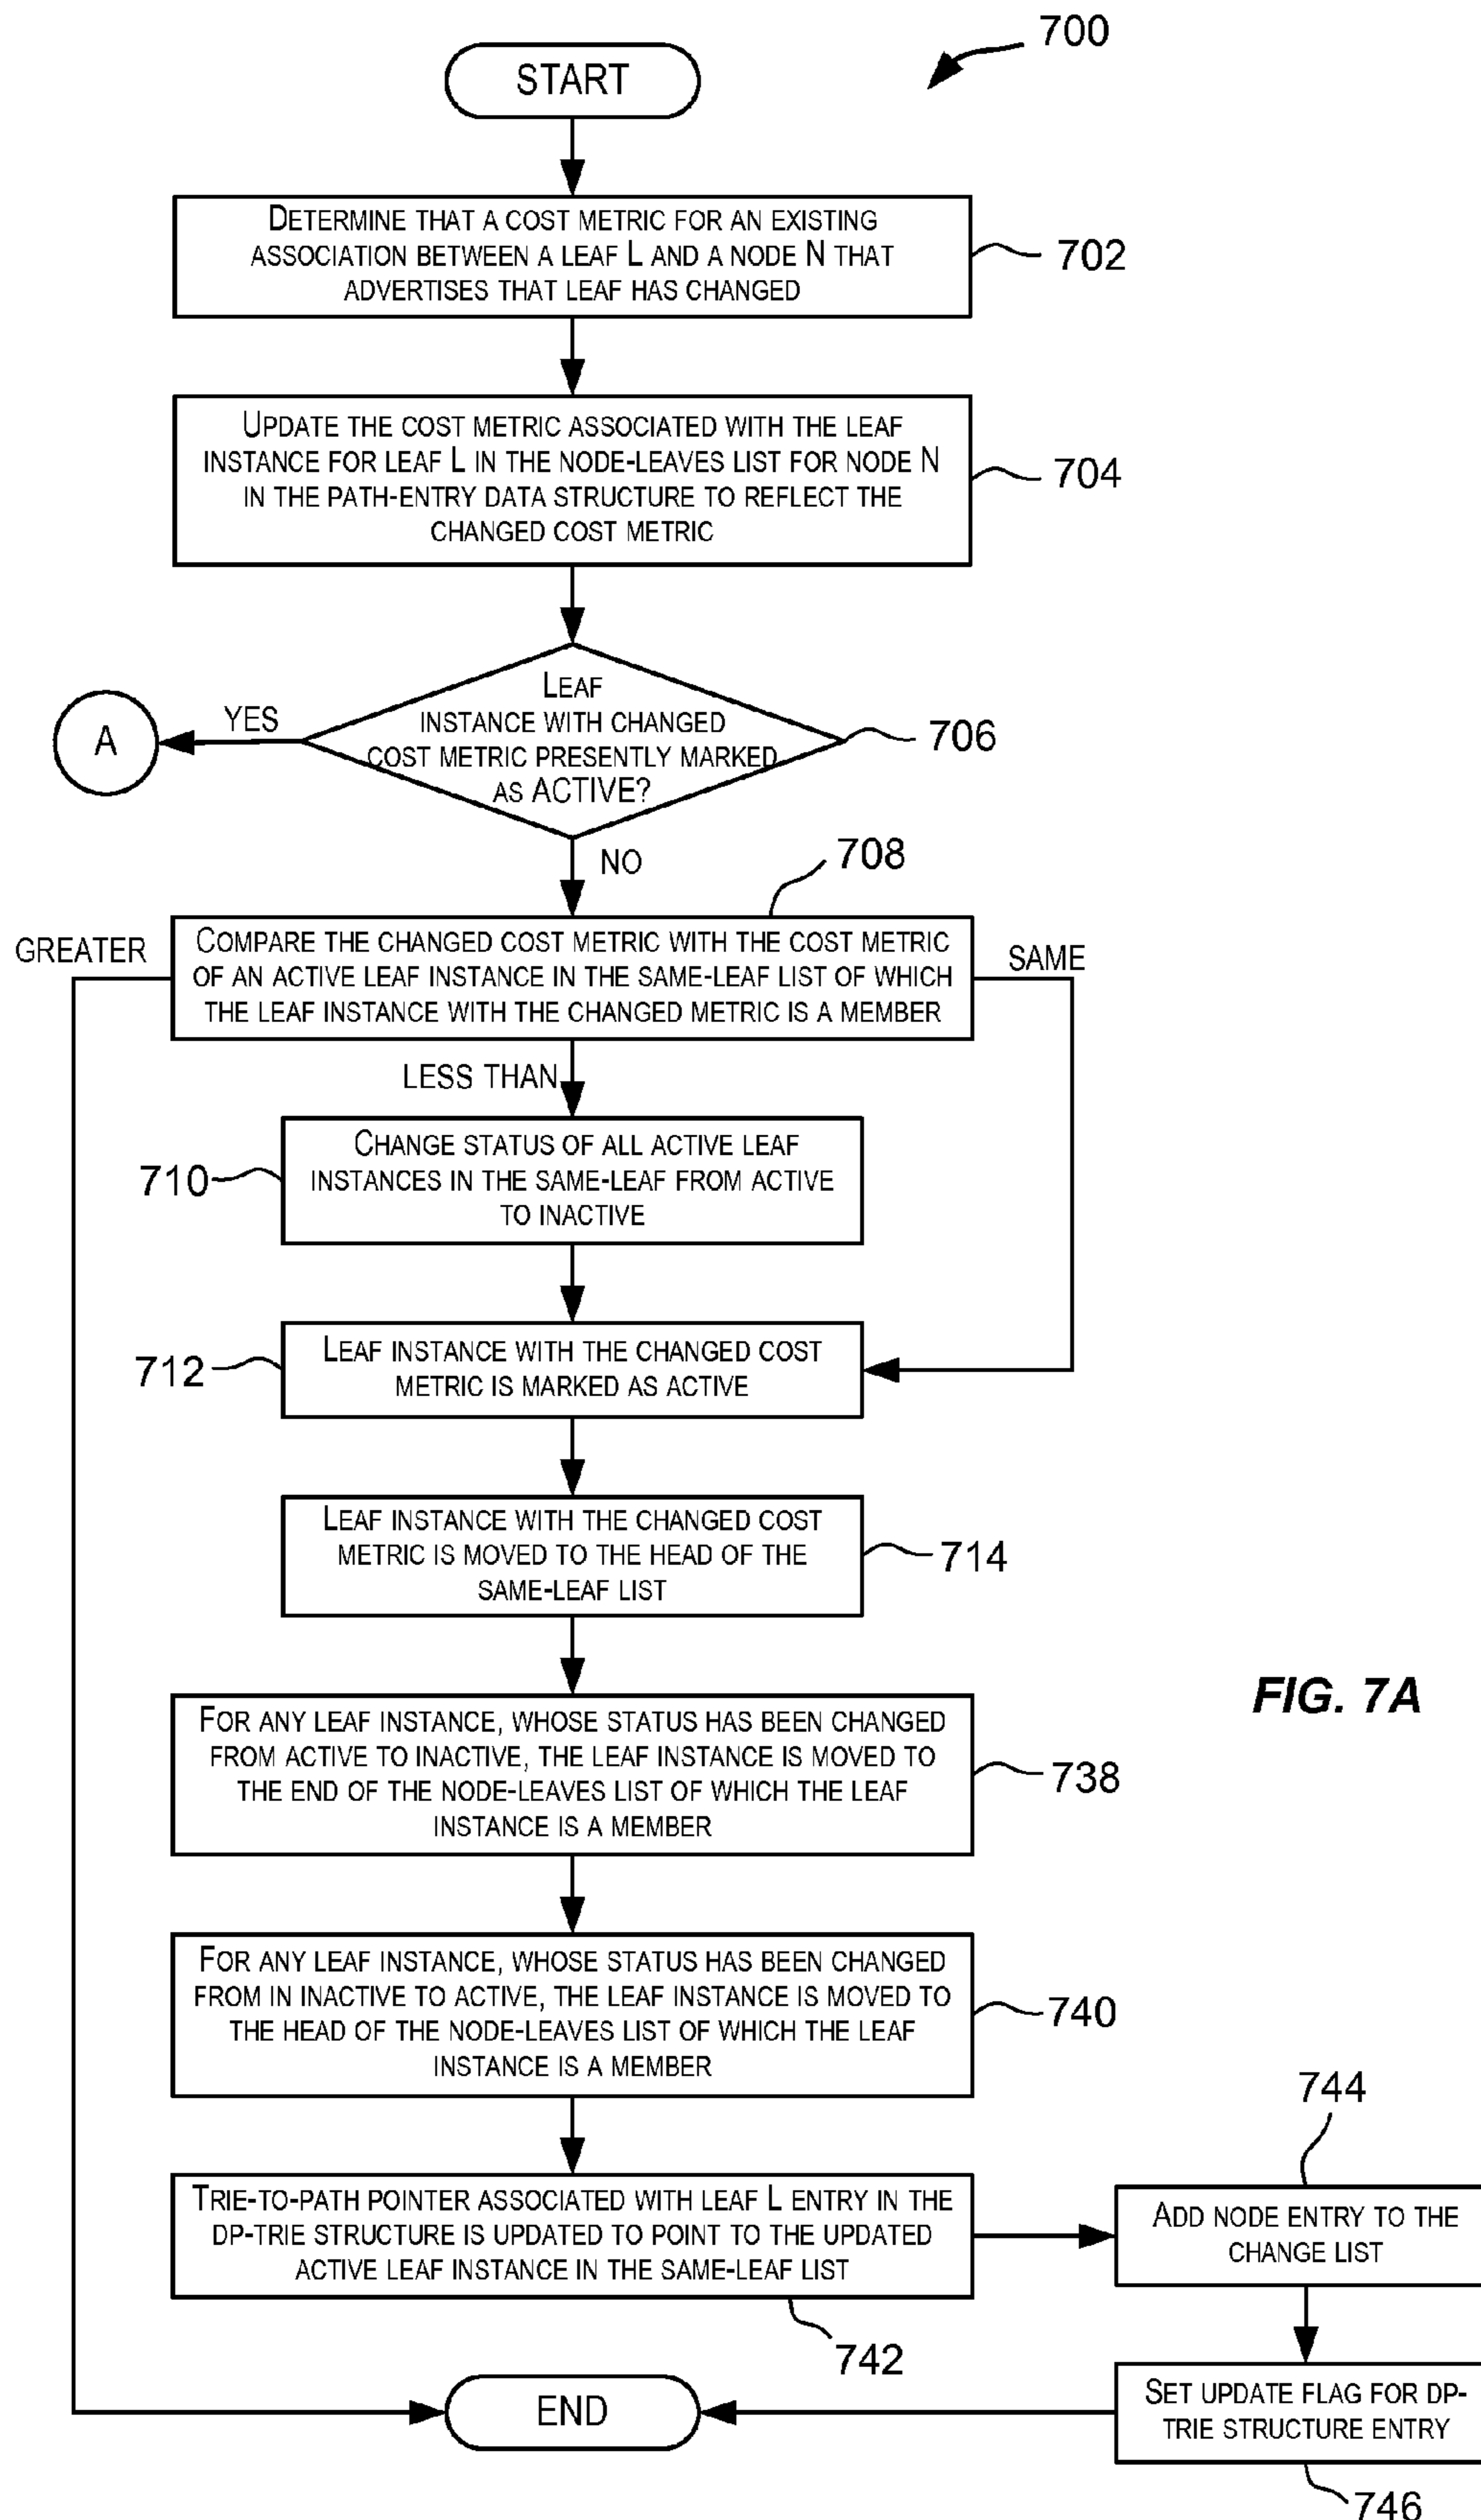 700
START
DETERMINE THAT A COST METRIC FOR AN EXISTING
ASSOCIATION BETWEEN A LEAF L AND A NODE N THAT
ADVERTISES THAT LEAF HAS CHANGED
702
UPDATE THE COST METRIC ASSOCIATED WITH THE LEAF
INSTANCE FOR LEAF L IN THE NODE-LEAVES LIST FOR NODE N
IN THE PATH-ENTRY DATA STRUCTURE TO REFLECT THE
CHANGED COST METRIC
704
LEAF
INSTANCE WITH CHANGED
COST METRIC PRESENTLY MARKED
AS ACTIVE?
706
YES
A
NO
708
GREATER
COMPARE THE CHANGED COST METRIC WITH THE COST METRIC
OF AN ACTIVE LEAF INSTANCE IN THE SAME-LEAF LIST OF WHICH
THE LEAF INSTANCE WITH THE CHANGED METRIC IS A MEMBER
SAME
LESS THAN
CHANGE STATUS OF ALL ACTIVE LEAF
INSTANCES IN THE SAME-LEAF FROM ACTIVE
TO INACTIVE
710
LEAF INSTANCE WITH THE CHANGED COST
METRIC IS MARKED AS ACTIVE
712
LEAF INSTANCE WITH THE CHANGED COST
METRIC IS MOVED TO THE HEAD OF THE
SAME-LEAF LIST
714
FIG. 7A
FOR ANY LEAF INSTANCE, WHOSE STATUS HAS BEEN CHANGED
FROM ACTIVE TO INACTIVE, THE LEAF INSTANCE IS MOVED TO
THE END OF THE NODE-LEAVES LIST OF WHICH THE LEAF
INSTANCE IS A MEMBER
738
FOR ANY LEAF INSTANCE, WHOSE STATUS HAS BEEN CHANGED
FROM IN INACTIVE TO ACTIVE, THE LEAF INSTANCE IS MOVED TO
THE HEAD OF THE NODE-LEAVES LIST OF WHICH THE LEAF
INSTANCE IS A MEMBER
740
TRIE-TO-PATH POINTER ASSOCIATED WITH LEAF L ENTRY IN THE
DP-TRIE STRUCTURE IS UPDATED TO POINT TO THE UPDATED
ACTIVE LEAF INSTANCE IN THE SAME-LEAF LIST
742
744
ADD NODE ENTRY TO THE
CHANGE LIST
SET UPDATE FLAG FOR DP-
TRIE STRUCTURE ENTRY
746
END